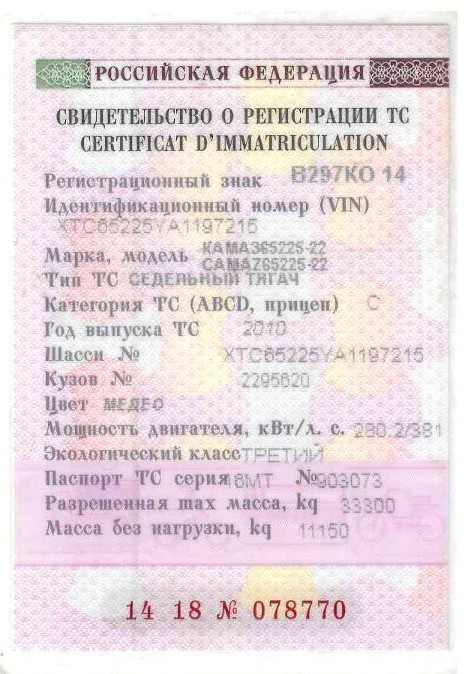 РОССИЙСКАЯ ФЕДЕРАЦИЯ
СВИДЕТЕЛЬСТВО О РЕГИСТРАЦИИ ТС
CERTIFICAT D'IMMATRICULATION
Регистрационный знак В297КО 14
Идентификационный номер (VIN)
XTC65225YA1197215
Марка, модель КАМАЗ65225-22
CAMAZ65225-22
Тип ТС СЕДЕЛЬНЫЙ ТЯГАЧ
Категория ТС (ABCD, прицеп) C
Год выпуска ТС 2010
Шасси № XTC65225YA1197215
Кузов № 2295620
Цвет МЕДЕО
Мощность двигателя, кВт/л. с. 280.2/381
Экологический класс ТРЕТИЙ
Паспорт ТС серия 16МТ №903073
Разрешенная max масса, kg 33300
Масса без нагрузки, kg 11150
14 18 № 078770